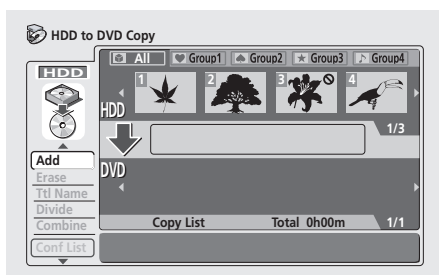 HDD to DVD Copy
All Group1 Group2 Group3 Group4
HDD
1 2 3 4
HDD
1/3
Add
Erase
Ttl Name
Divide
Combine
Conf List
DVD
Copy List Total 0h00m 1/1